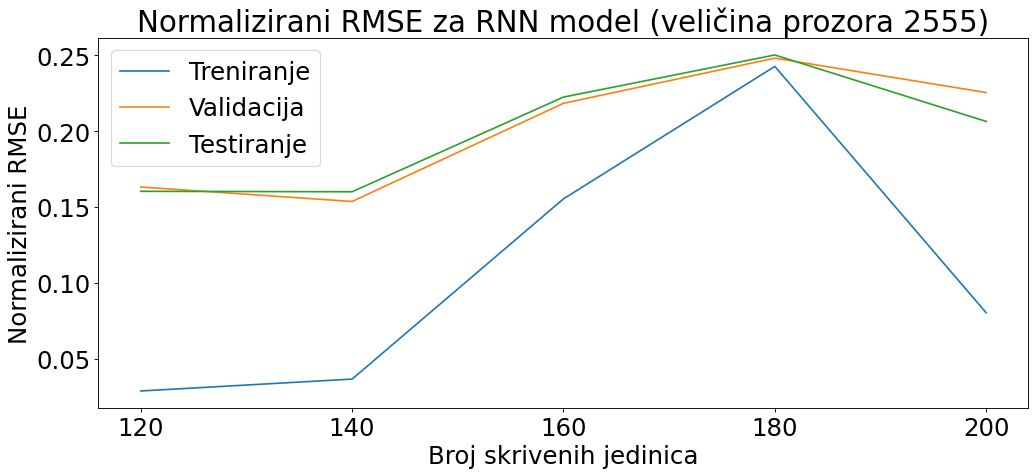 Normalizirani RMSE za RNN model (veličina prozora 2555)
Normalizirani RMSE
0.25
0.20
0.15
0.10
0.05
Treniranje
Validacija
Testiranje
120 140 160 180 200
Broj skrivenih jedinica